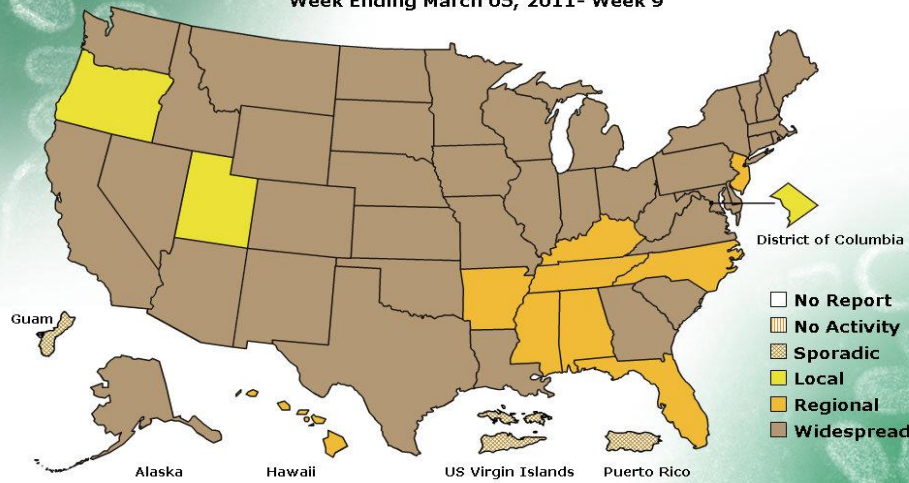 Week Ending March 05, 2011- Week 9
District of Columbia
Guam
No Report
No Activity
Sporadic
Local
Regional
Widespread
Alaska
Hawaii
US Virgin Islands
Puerto Rico